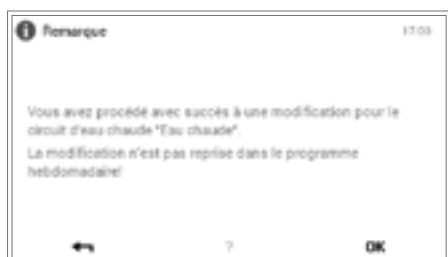 Remarque 17:03
Vous avez procédé avec succès à une modification pour le
circuit d'eau chaude "Eau chaude".
La modification n'est pas reprise dans le programme
hebdomadaire!
? OK